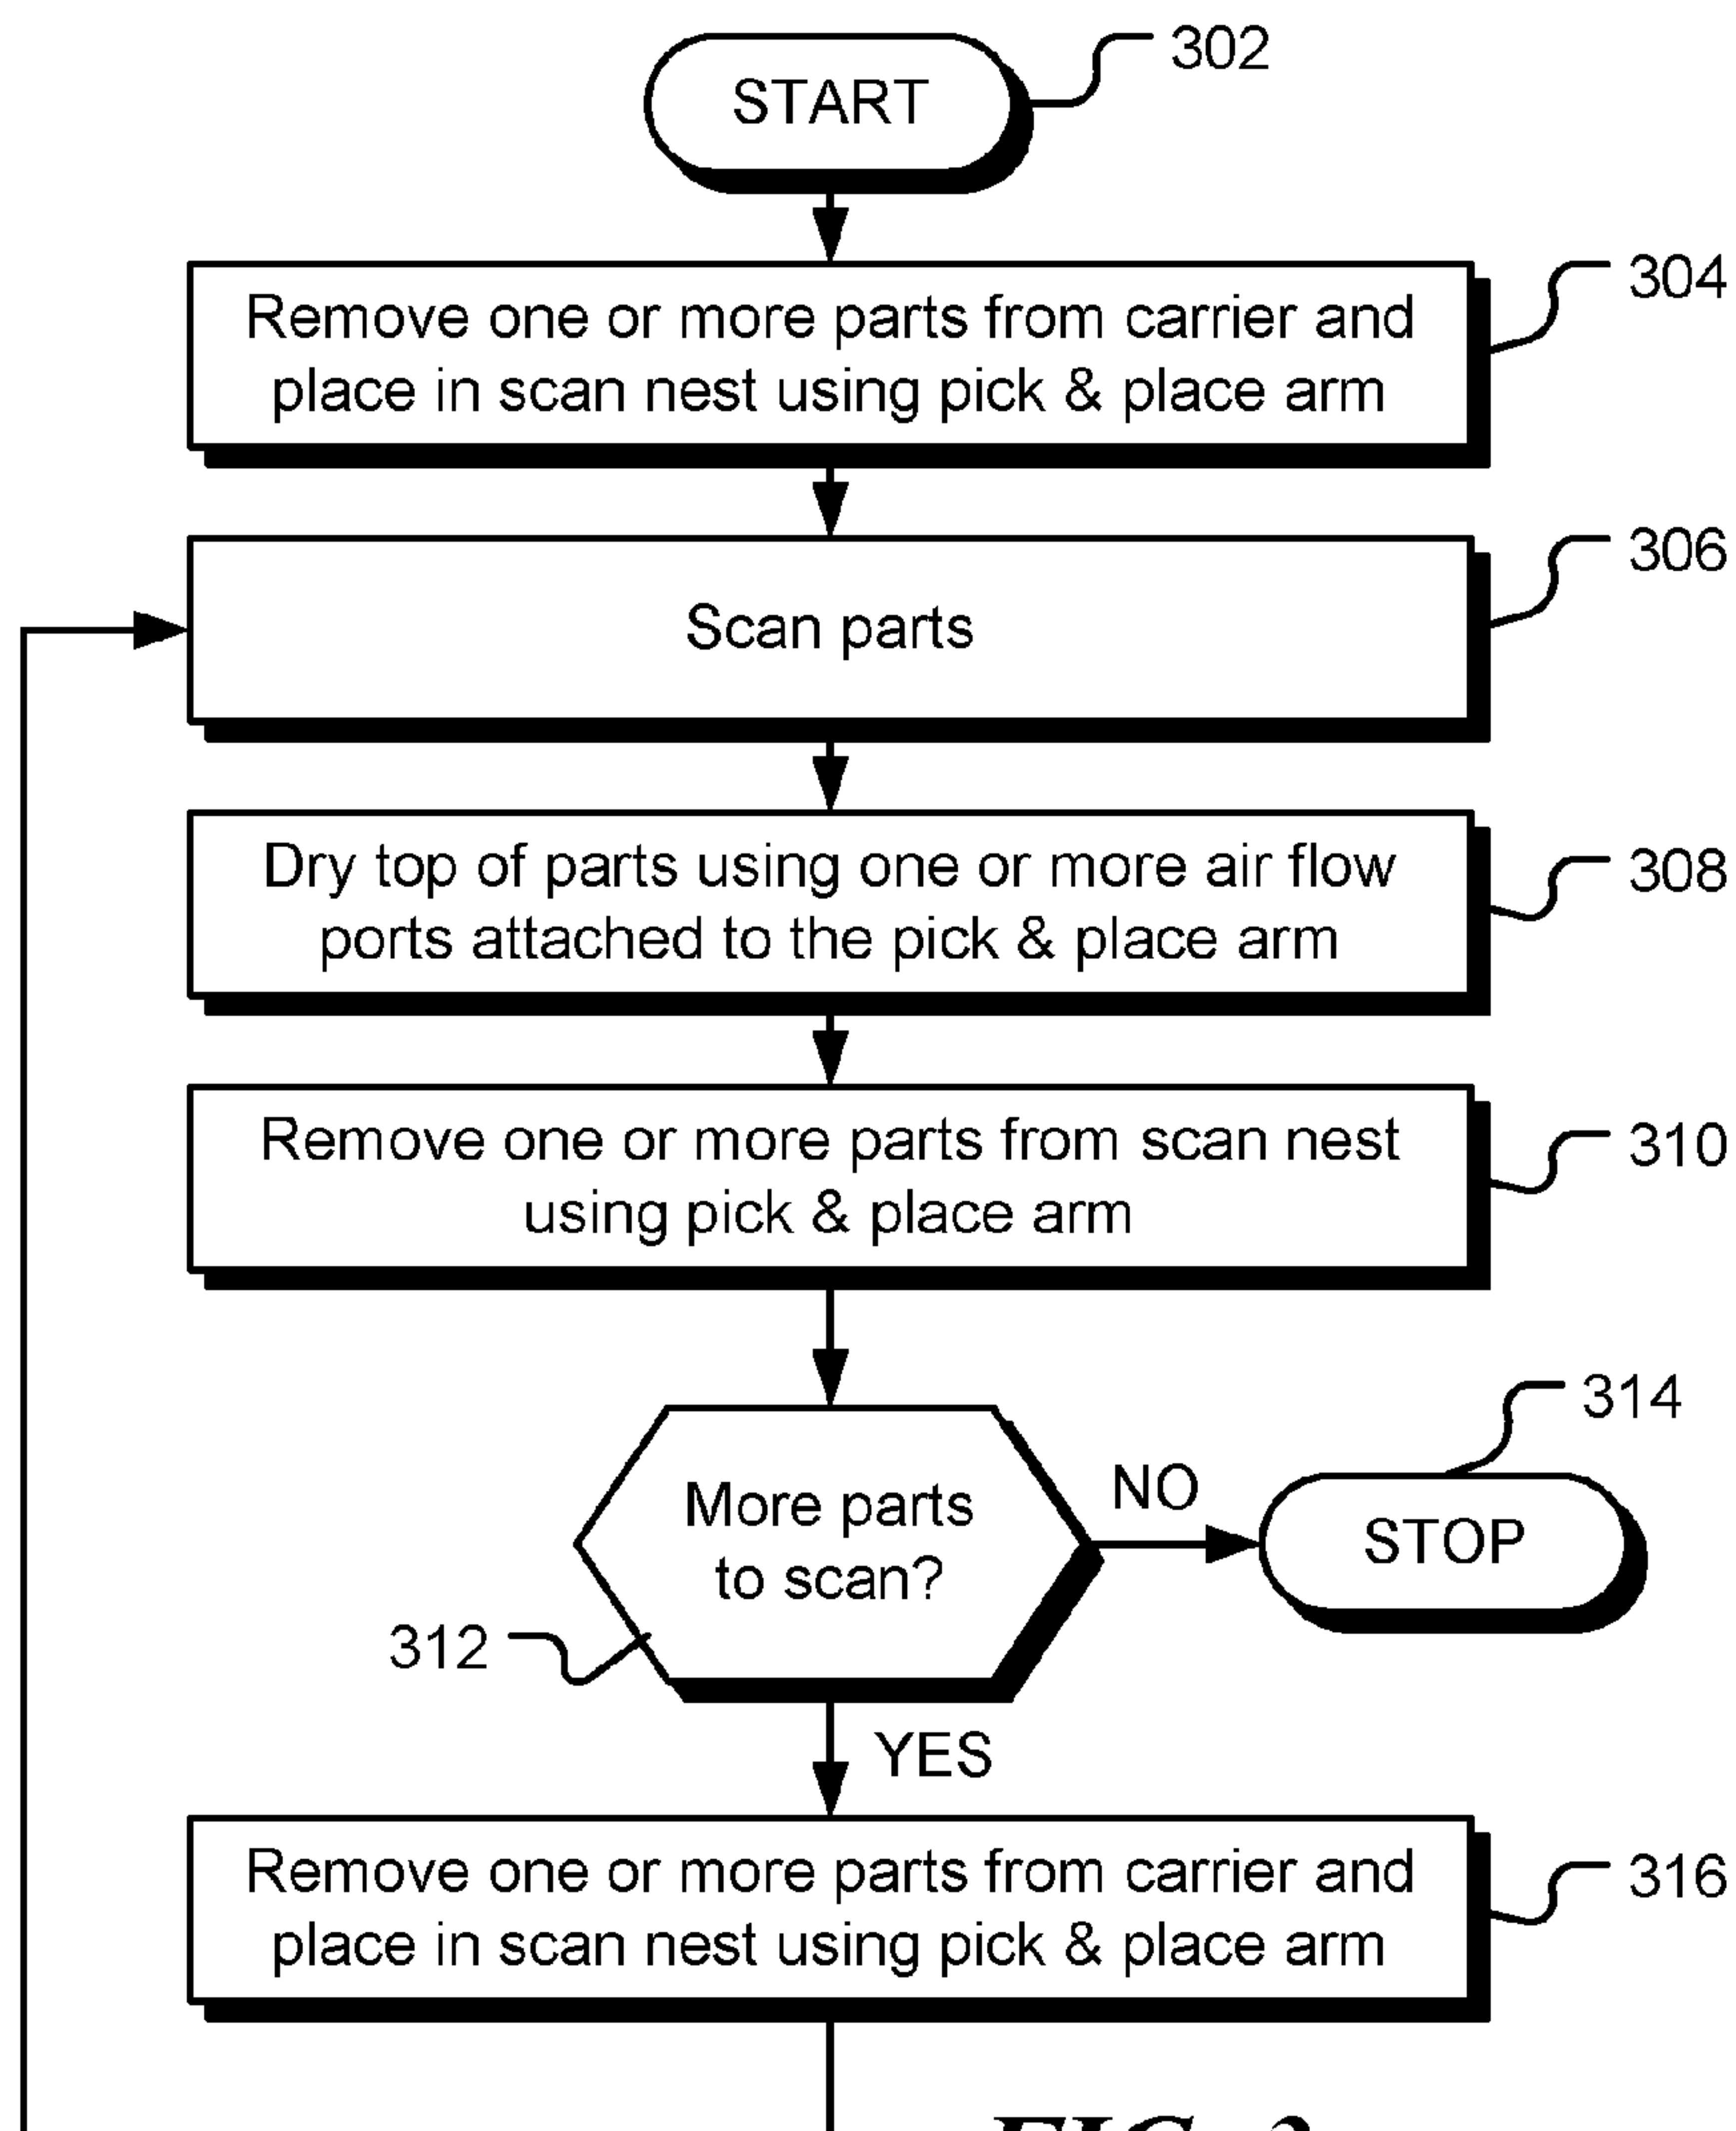 START
302
Remove one or more parts from carrier and
place in scan nest using pick & place arm
304
Scan parts
306
Dry top of parts using one or more air flow
ports attached to the pick & place arm
308
Remove one or more parts from scan nest
using pick & place arm
310
More parts
to scan?
312
NO
STOP
314
YES
Remove one or more parts from carrier and
place in scan nest using pick & place arm
316